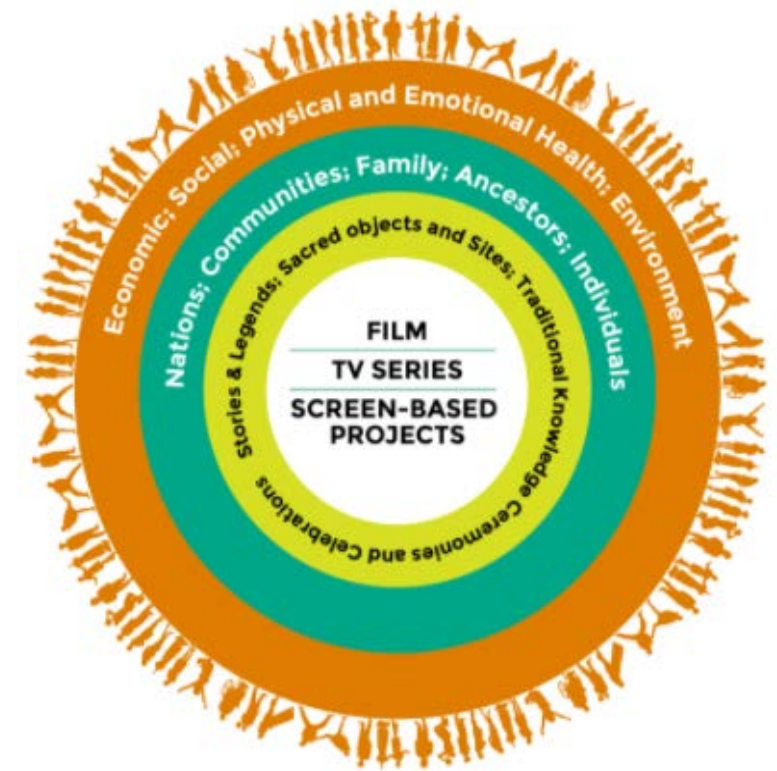 Economic; Social; Physical and Emotional Health; Environment
Nations; Communities; Family; Ancestors; Individuals
Stories & Legends; Sacred objects and Sites; Traditional Knowledge Ceremonies and Celebrations
FILM
TV SERIES
SCREEN-BASED
PROJECTS